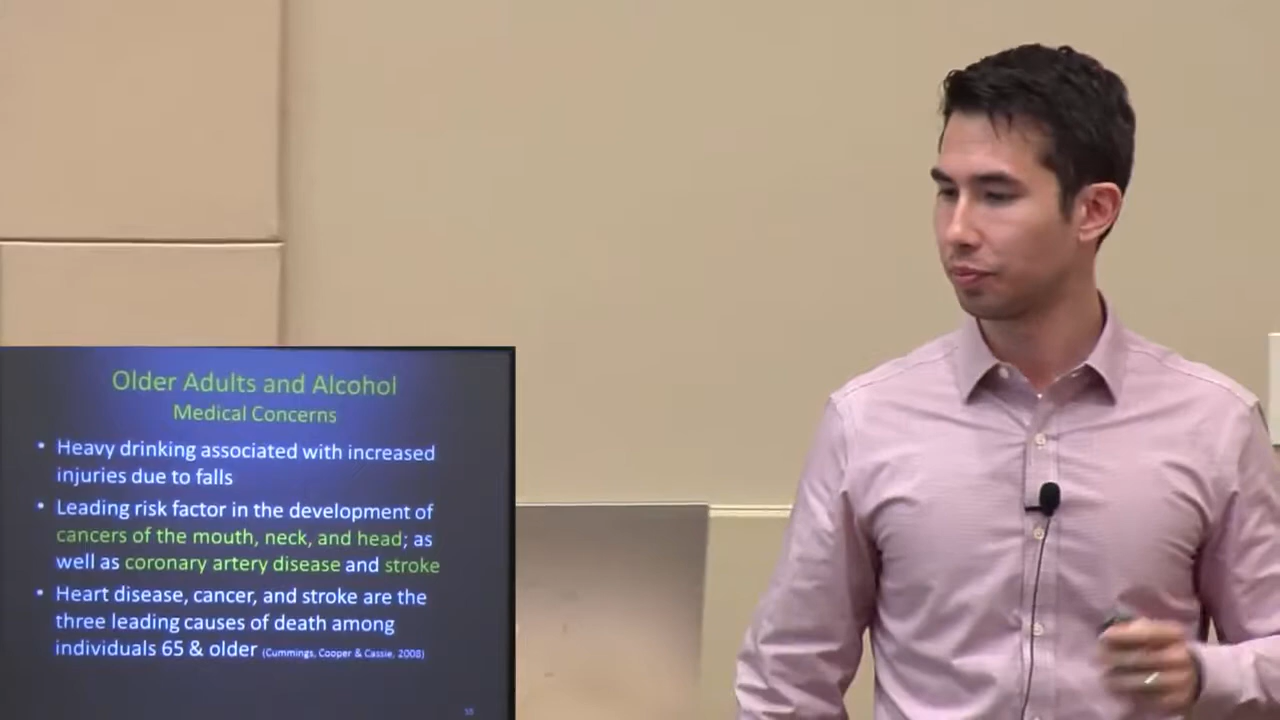 Older Adults and Alcohol
Medical Concerns
• Heavy drinking associated with increased
injuries due to falls
• Leading risk factor in the development of
cancers of the mouth, neck, and head; as
well as coronary artery disease and stroke
• Heart disease, cancer, and stroke are the
three leading causes of death among
individuals 65 & older (Cummings, Cooper & Cassie, 2008)